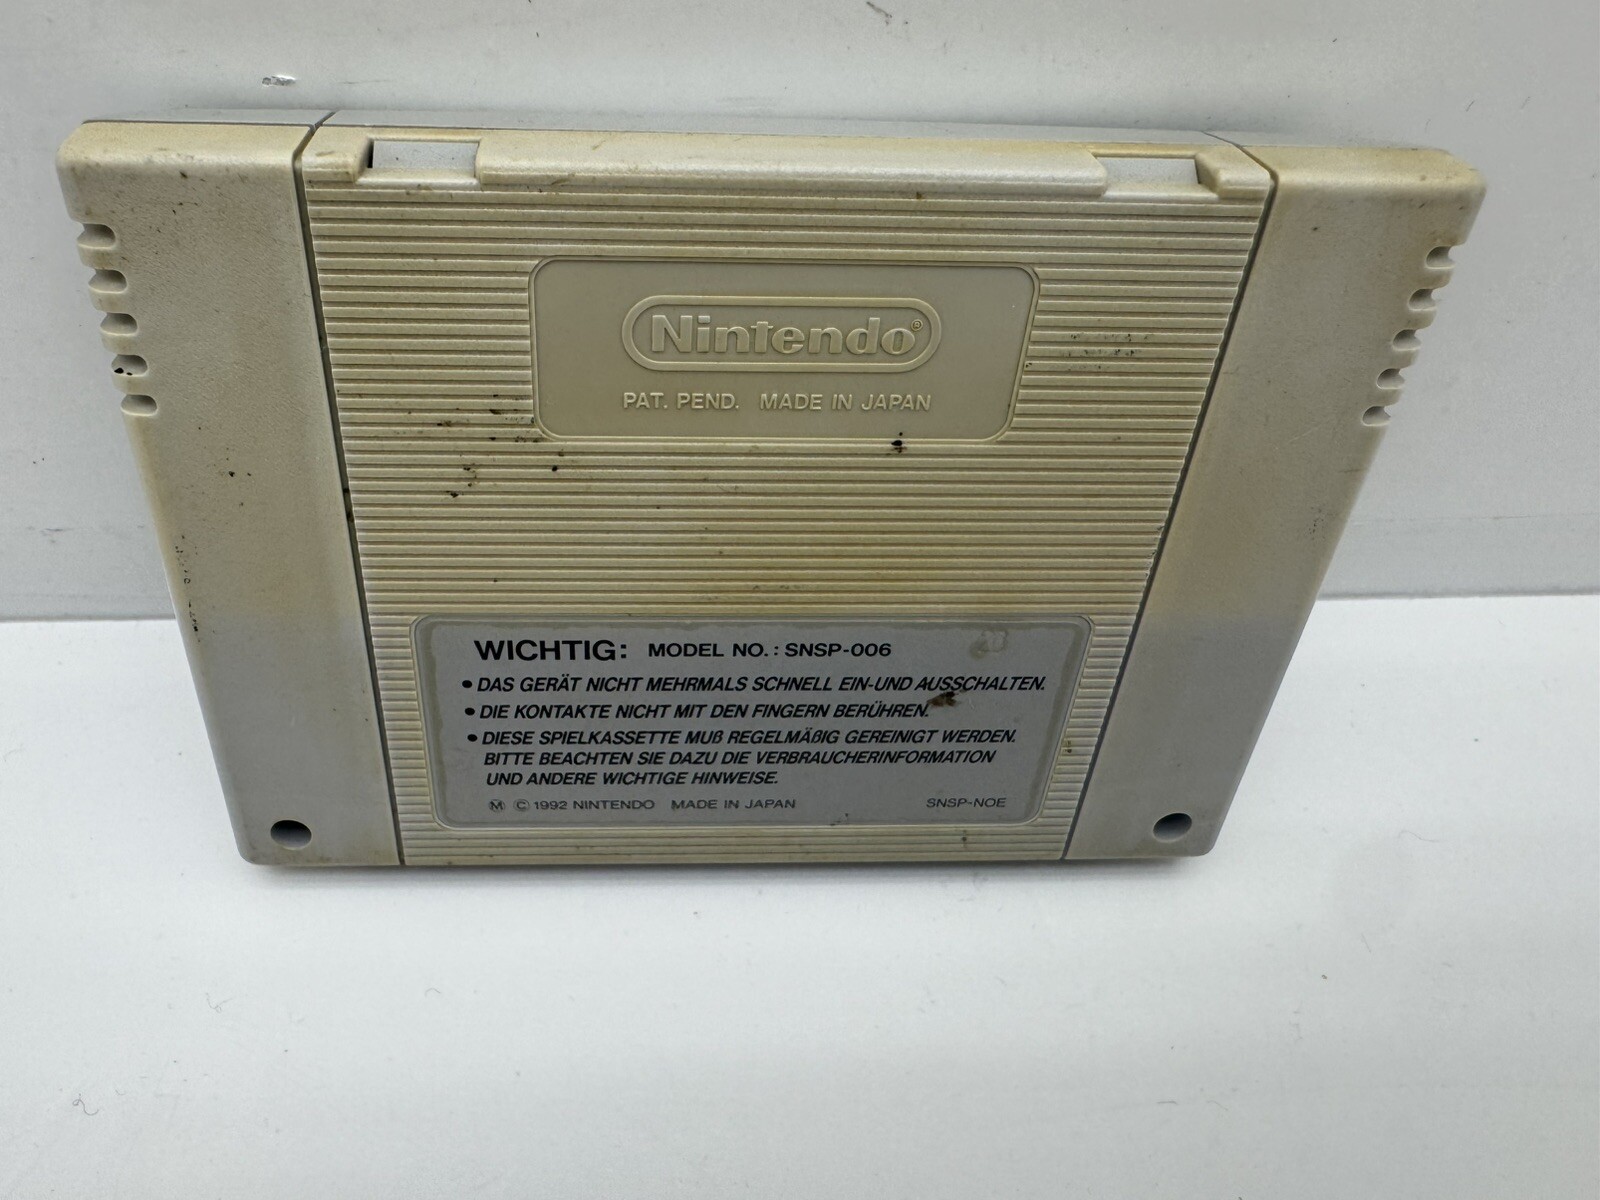 Nintendo®
PAT. PEND. MADE IN JAPAN
WICHTIG: MODEL NO.: SNSP-006
• DAS GERÄT NICHT MEHRMALS SCHNELL EIN-UND AUSSCHALTEN.
• DIE KONTAKTE NICHT MIT DEN FINGERN BERÜHREN.
• DIESE SPIELKASSETTE MUß REGELMÄßIG GEREINIGT WERDEN.
BITTE BEACHTEN SIE DAZU DIE VERBRAUCHERINFORMATION
UND ANDERE WICHTIGE HINWEISE.
Ⓜ © 1992 NINTENDO MADE IN JAPAN SNSP-NOE